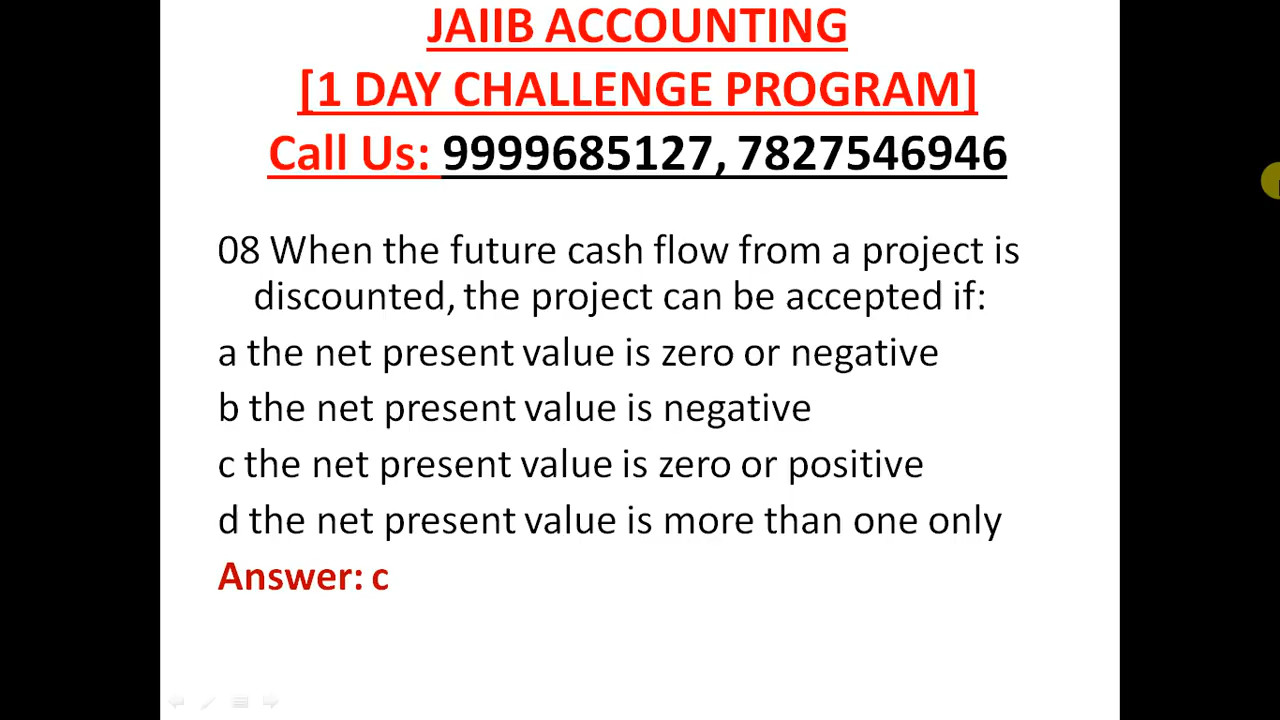 JAIIB ACCOUNTING
[1 DAY CHALLENGE PROGRAM]
Call Us: 9999685127, 7827546946
08 When the future cash flow from a project is
discounted, the project can be accepted if:
a the net present value is zero or negative
b the net present value is negative
c the net present value is zero or positive
d the net present value is more than one only
Answer: c